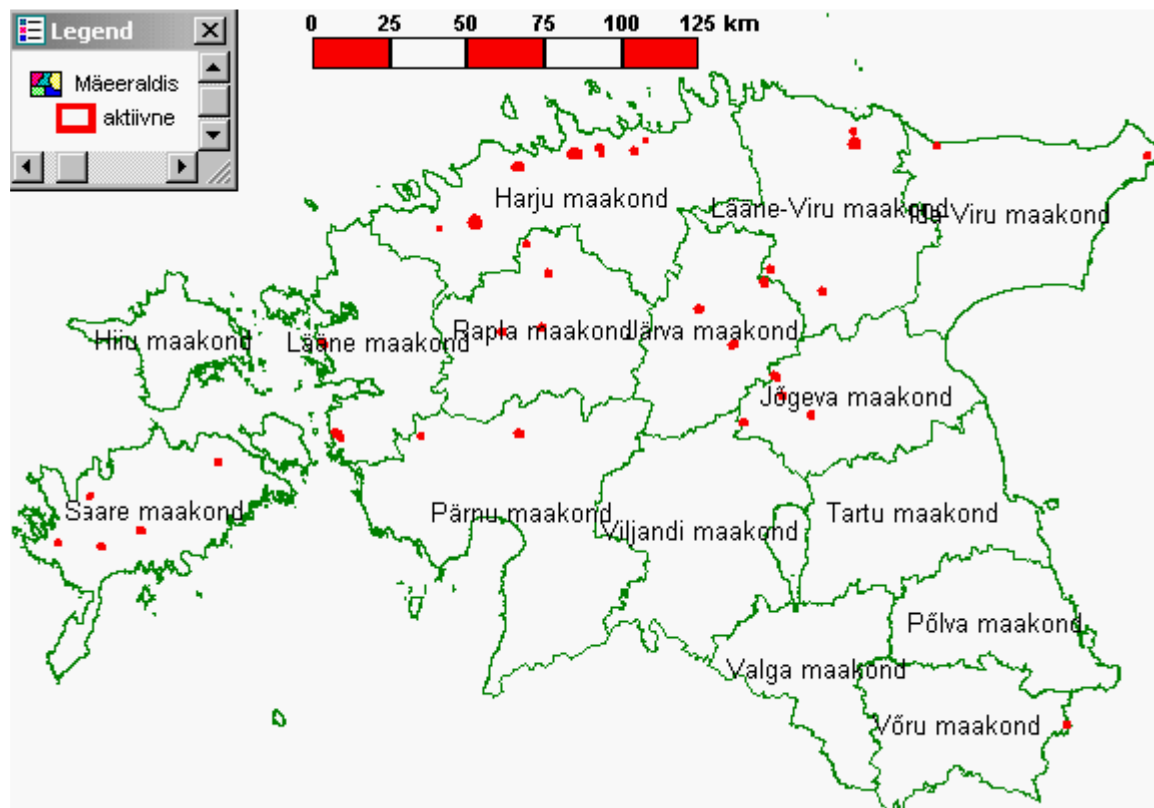 Legend
Mäeeraldis
aktiivne
0 25 50 75 100 125 km
Harju maakond
Lääne-Viru maakond
Ida-Viru maakond
Hiiu maakond
Lääne maakond
Rapla maakond
Järva maakond
Jõgeva maakond
Saare maakond
Pärnu maakond
Viljandi maakond
Tartu maakond
Põlva maakond
Valga maakond
Võru maakond